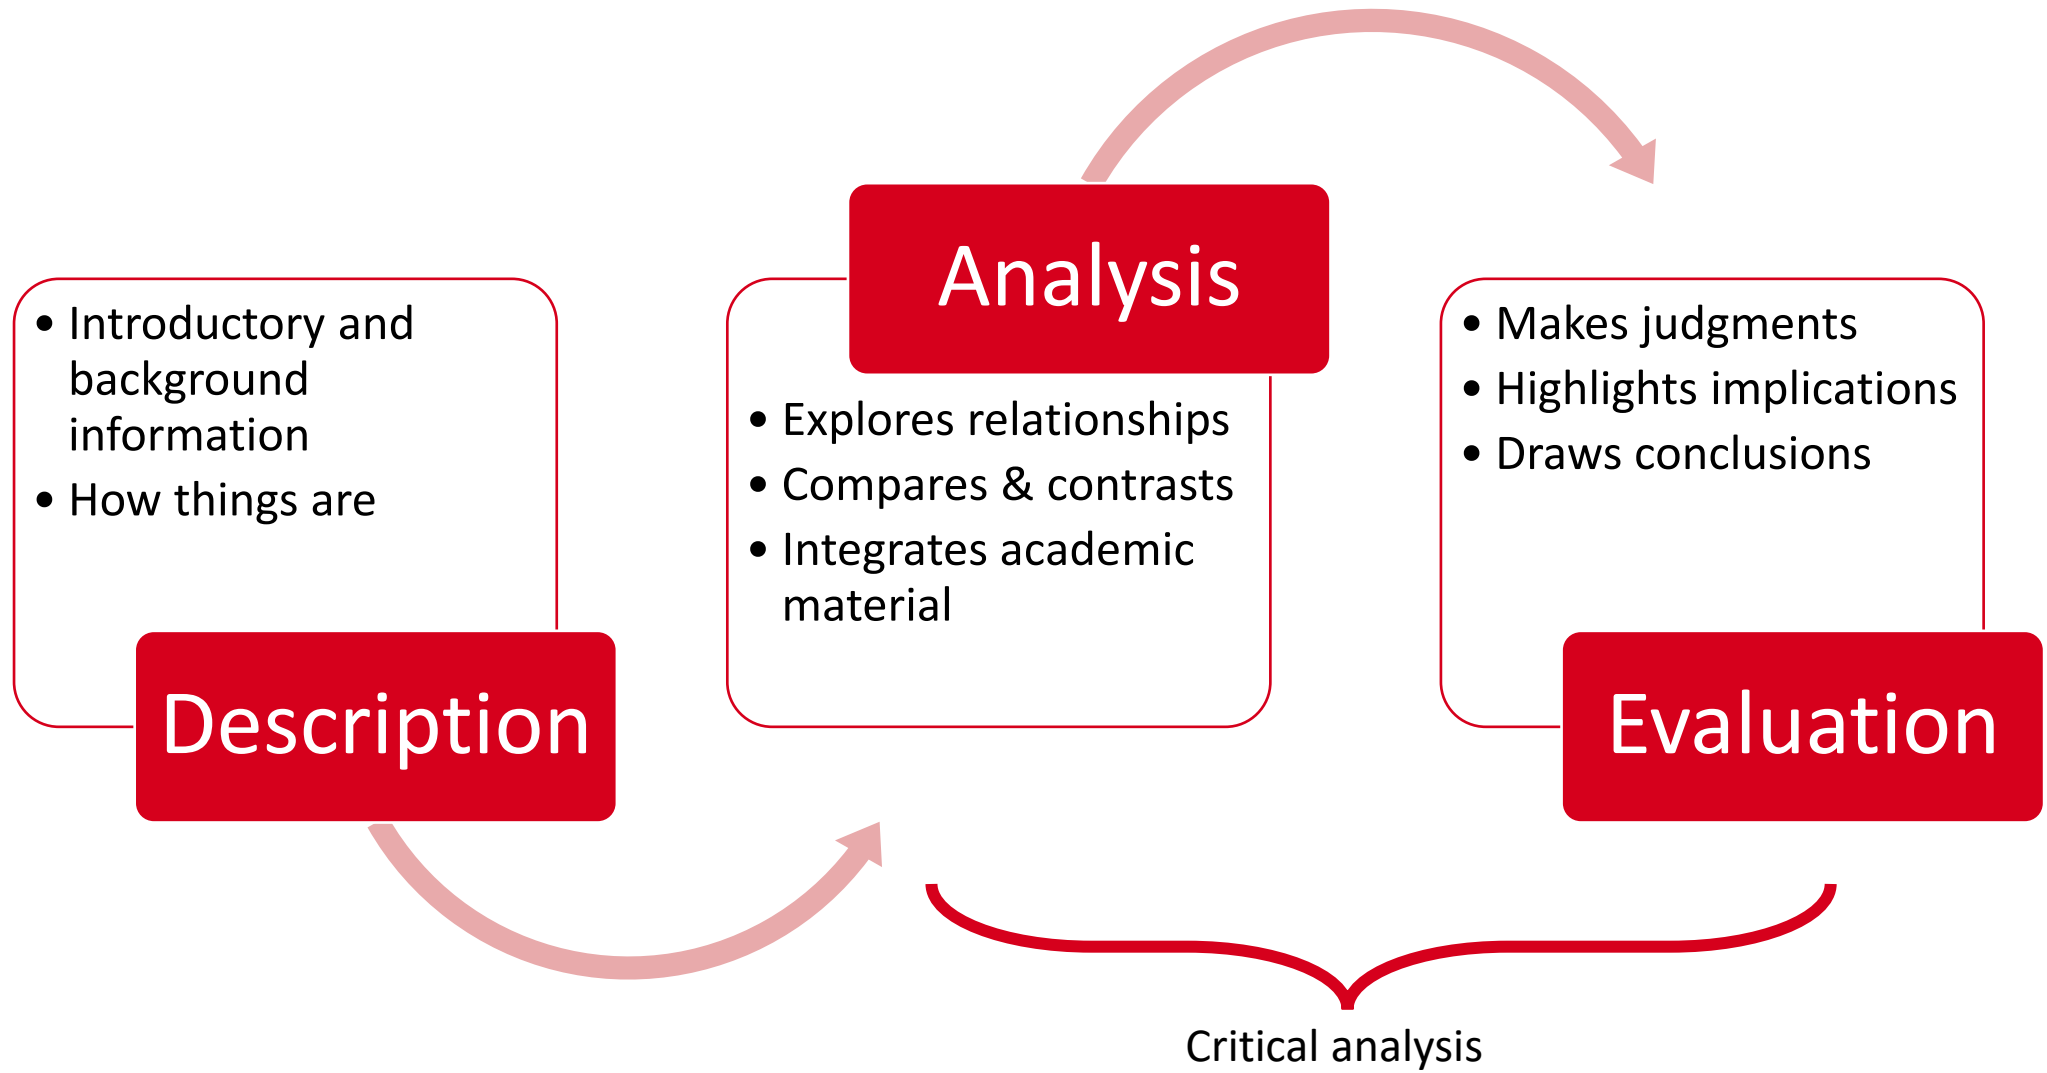 • Introductory and
background
information
• How things are
Description
Analysis
• Explores relationships
• Compares & contrasts
• Integrates academic
material
• Makes judgments
• Highlights implications
• Draws conclusions
Evaluation
Critical analysis